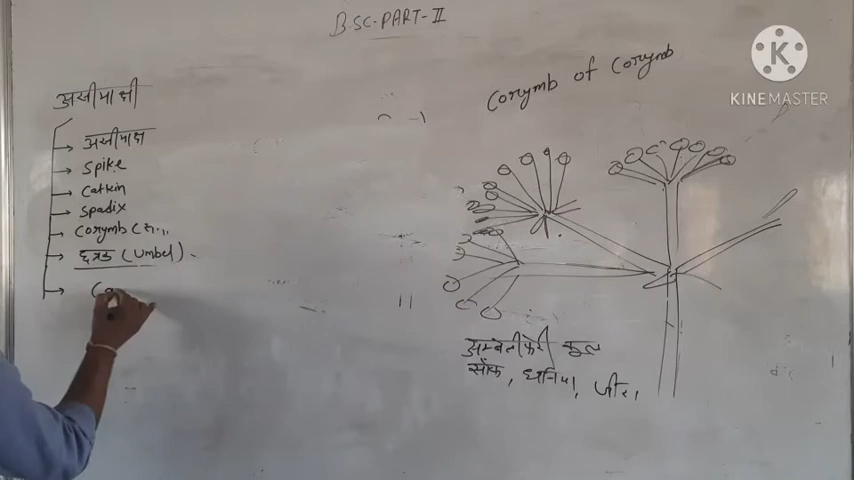 B.SC-PART-II
KINEMASTER
Corymb of Corymb
असीमाक्षी
असीमाक्ष
Spike
Catkin
Spadix
Corymb
छत्रक (Umbel)
अम्बेलीफेरी कुल
सौंफ, धनिया, जीरा,